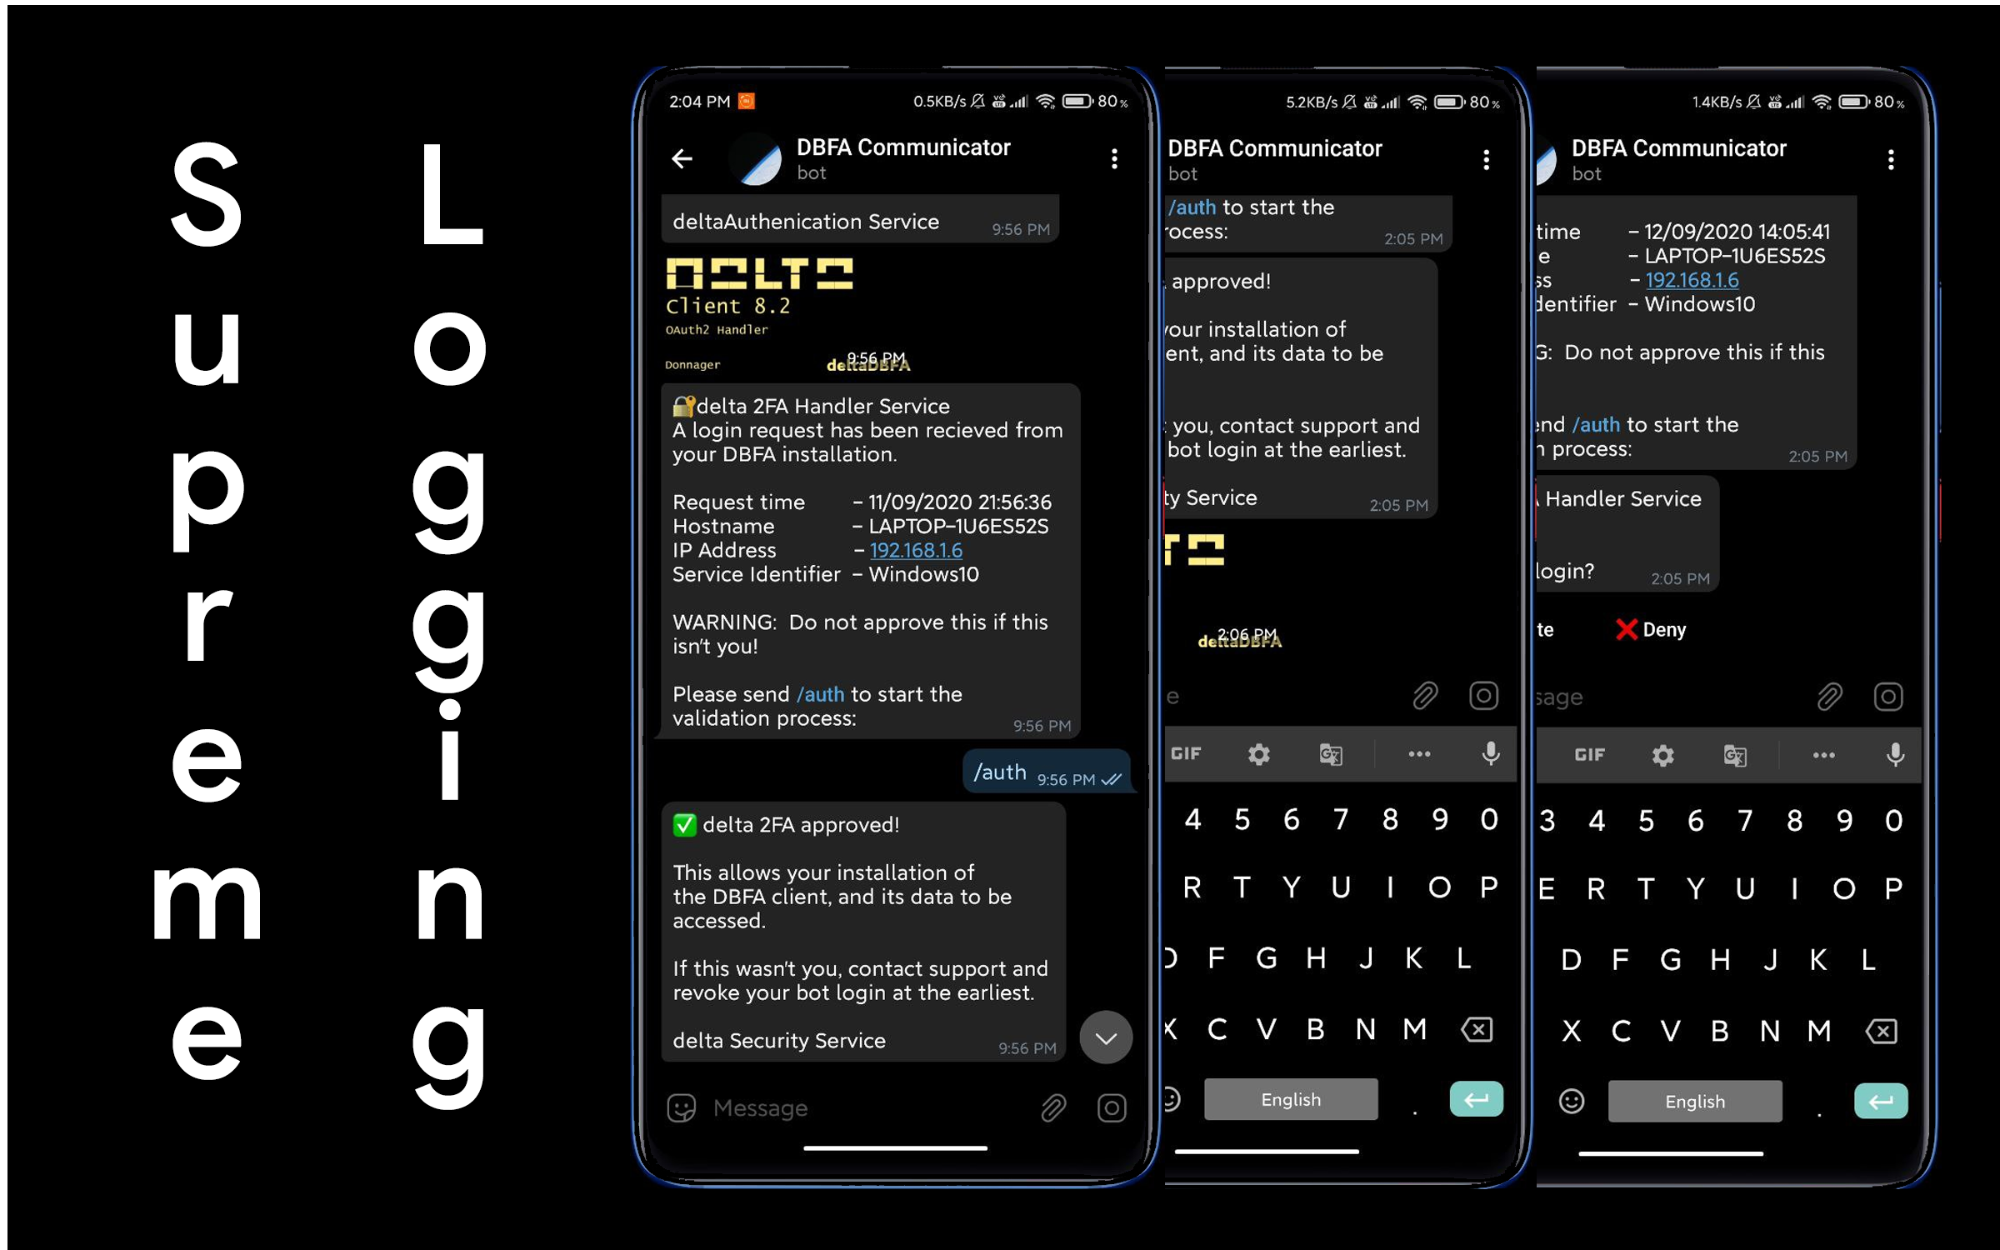 Supreme
Logging
2:04 PM
0.5KB/s
80%
DBFA Communicator
bot
deltaAuthenication Service
9:56 PM
DELTA
Client 8.2
OAuth2 Handler
Donnager
deltaDBFA
9:56 PM
delta 2FA Handler Service
A login request has been recieved from
your DBFA installation.
Request time – 11/09/2020 21:56:36
Hostname – LAPTOP-1U6ES52S
IP Address – 192.168.1.6
Service Identifier – Windows10
WARNING:  Do not approve this if this
isn't you!
Please send /auth to start the
validation process:
9:56 PM
/auth 9:56 PM
delta 2FA approved!
This allows your installation of
the DBFA client, and its data to be
accessed.
If this wasn't you, contact support and
revoke your bot login at the earliest.
delta Security Service
9:56 PM
Message
5.2KB/s
80%
DBFA Communicator
bot
/auth to start the
rocess:
2:05 PM
approved!
your installation of
ent, and its data to be
you, contact support and
bot login at the earliest.
ty Service
2:05 PM
2:06 PM
deltaDBFA
e
GIF
4 5 6 7 8 9 0
R T Y U I O P
D F G H J K L
X C V B N M
English .
1.4KB/s
80%
DBFA Communicator
bot
time – 12/09/2020 14:05:41
e – LAPTOP-1U6ES52S
ss – 192.168.1.6
dentifier – Windows10
G:  Do not approve this if this
end /auth to start the
n process:
2:05 PM
Handler Service
login?
2:05 PM
te
Deny
sage
GIF
3 4 5 6 7 8 9 0
E R T Y U I O P
D F G H J K L
X C V B N M
English .